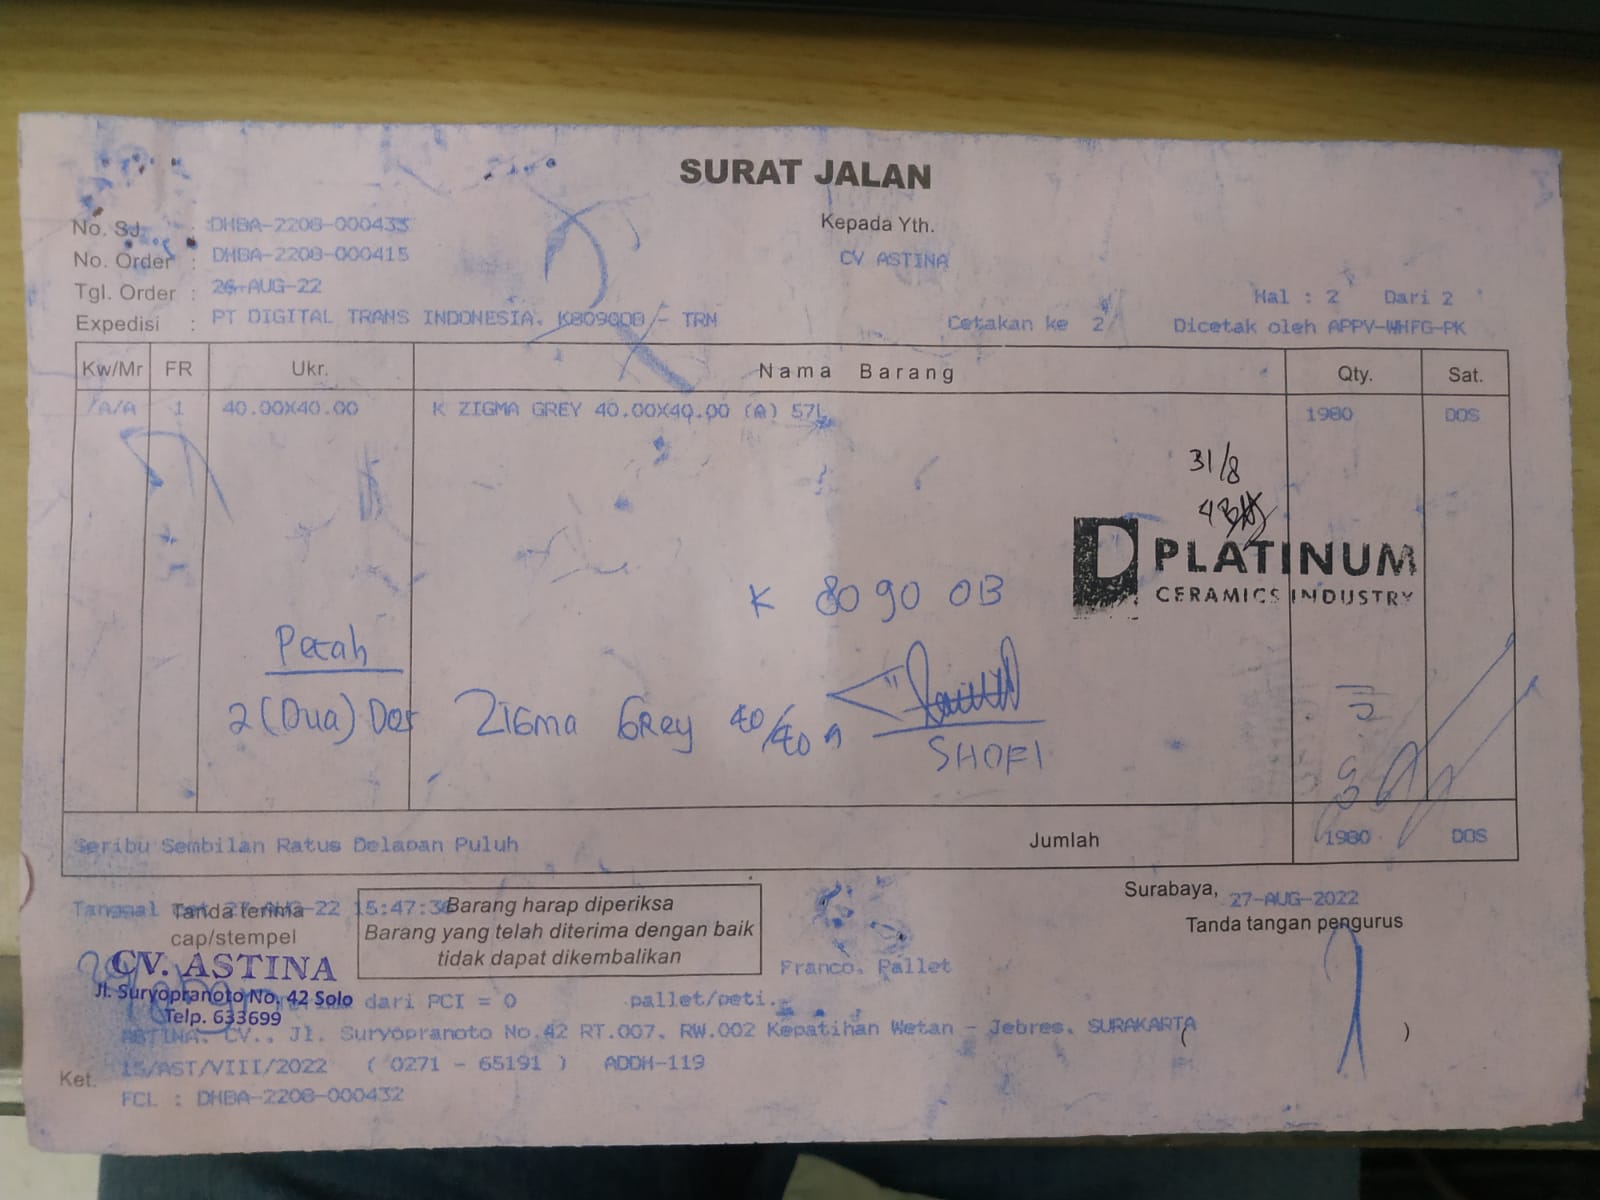 SURAT JALAN
No. SJ. : DHBA-2208-000433
Kepada Yth.
No. Order : DHBA-2208-000415
CV ASTINA
Tgl. Order : 26-AUG-22
Hal : 2 Dari 2
Expedisi : PT DIGITAL TRANS INDONESIA. K8090OB - TRN
Cetakan ke 2
Dicetak oleh APPV-WHFG-PK
Kw/Mr FR Ukr. Nama Barang Qty. Sat.
/A/A 1 40.00X40.00 K ZIGMA GREY 40.00X40.00 (A) 57L 1980 DOS
31/8
PLATINUM
CERAMICS INDUSTRY
K 8090 OB
Pecah
2 (Dua) Dos Zigma Grey 40/40
SHOFI
Seribu Sembilan Ratus Delapan Puluh Jumlah 1980 DOS
Surabaya, 27-AUG-2022
Tanda tangan pengurus
Tanggal 27-AUG-22 15:47:3
Tanda terima
cap/stempel
Barang harap diperiksa
Barang yang telah diterima dengan baik
tidak dapat dikembalikan
CV. ASTINA
Jl. Suryopranoto No. 42 Solo
Telp. 633699
Franco. Pallet
dari PCI = 0 pallet/peti.
ASTINA. CV., Jl. Suryopranoto No.42 RT.007. RW.002 Kepatihan Wetan - Jebres. SURAKARTA
( )
Ket. 15/AST/VIII/2022 ( 0271 - 65191 ) ADDH-119
FCL : DHBA-2208-000432